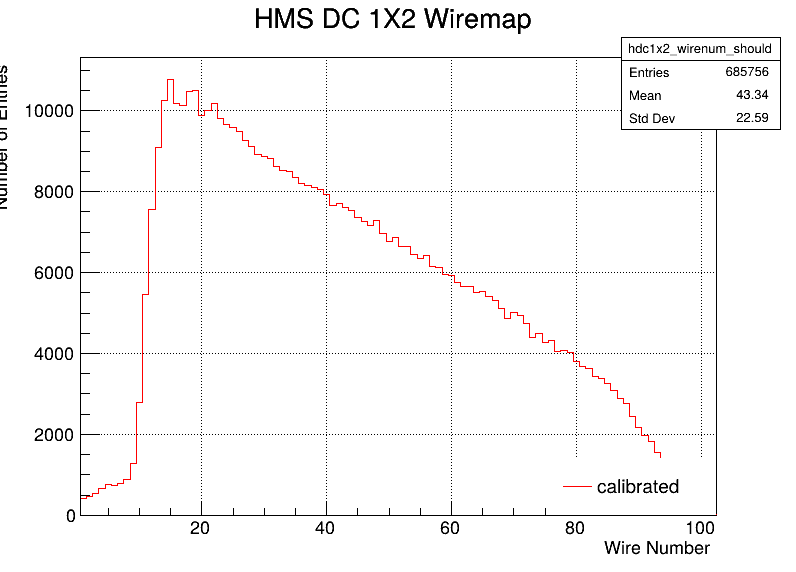 HMS DC 1X2 Wiremap
hdc1x2_wirenum_should
Entries 685756
Mean 43.34
Std Dev 22.59
Number of Entries
10000
8000
6000
4000
2000
0
calibrated
20 40 60 80 100
Wire Number